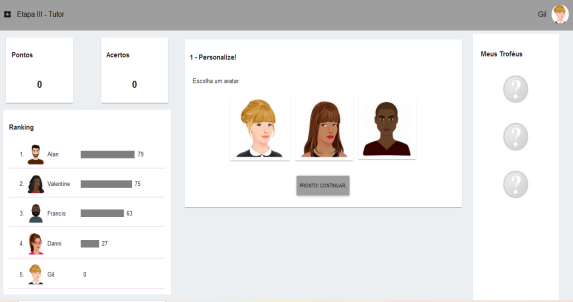 Etapa III - Tutor
Gil
Pontos
0
Acertos
0
Ranking
1. Alan 79
2. Valentine 75
3. Francis 63
4. Danni 27
5. Gil 0
1 - Personalize!
Escolha um avatar:
PRONTO! CONTINUAR.
Meus Troféus
?
?
?